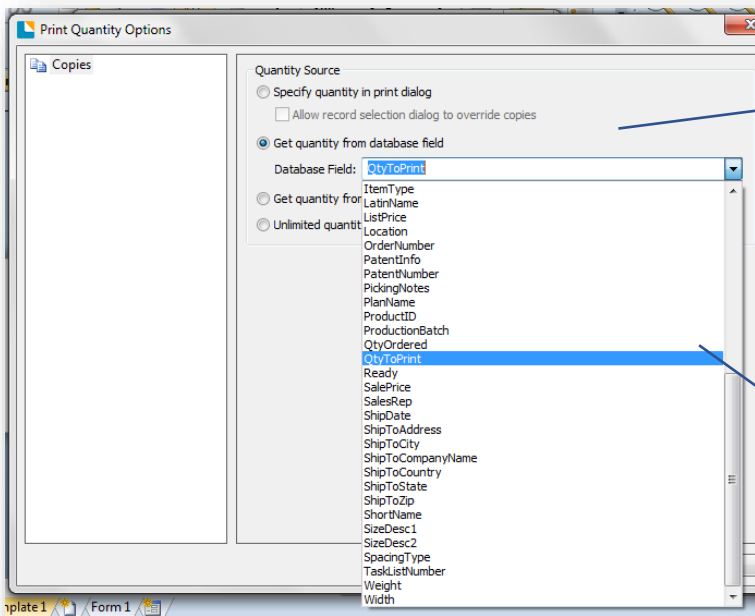 Print Quantity Options
Copies
Quantity Source
Specify quantity in print dialog
Allow record selection dialog to override copies
Get quantity from database field
Database Field: QtyToPrint
ItemType
Get quantity
LatinName
ListPrice
Unlimited
Location
OrderNumber
PatentInfo
PatentNumber
PickingNotes
PlanName
ProductID
ProductionBatch
QtyOrdered
QtyToPrint
Ready
SalePrice
SalesRep
ShipDate
ShipToAddress
ShipToCity
ShipToCompanyName
ShipToCountry
ShipToState
ShipToZip
ShortName
SizeDesc1
SizeDesc2
SpacingType
TaskListNumber
Weight
Width
mplate 1 Form 1